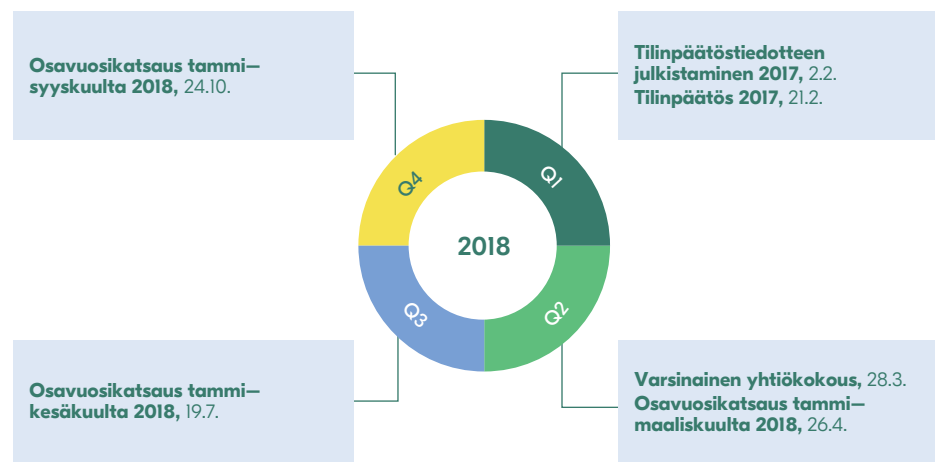 Osavuosikatsaus tammi–
syyskuulta 2018, 24.10.
Tilinpäätöstiedotteen
julkistaminen 2017, 2.2.
Tilinpäätös 2017, 21.2.
Q4
Q1
2018
Q3
Q2
Osavuosikatsaus tammi–
kesäkuulta 2018, 19.7.
Varsinainen yhtiökokous, 28.3.
Osavuosikatsaus tammi–
maaliskuulta 2018, 26.4.